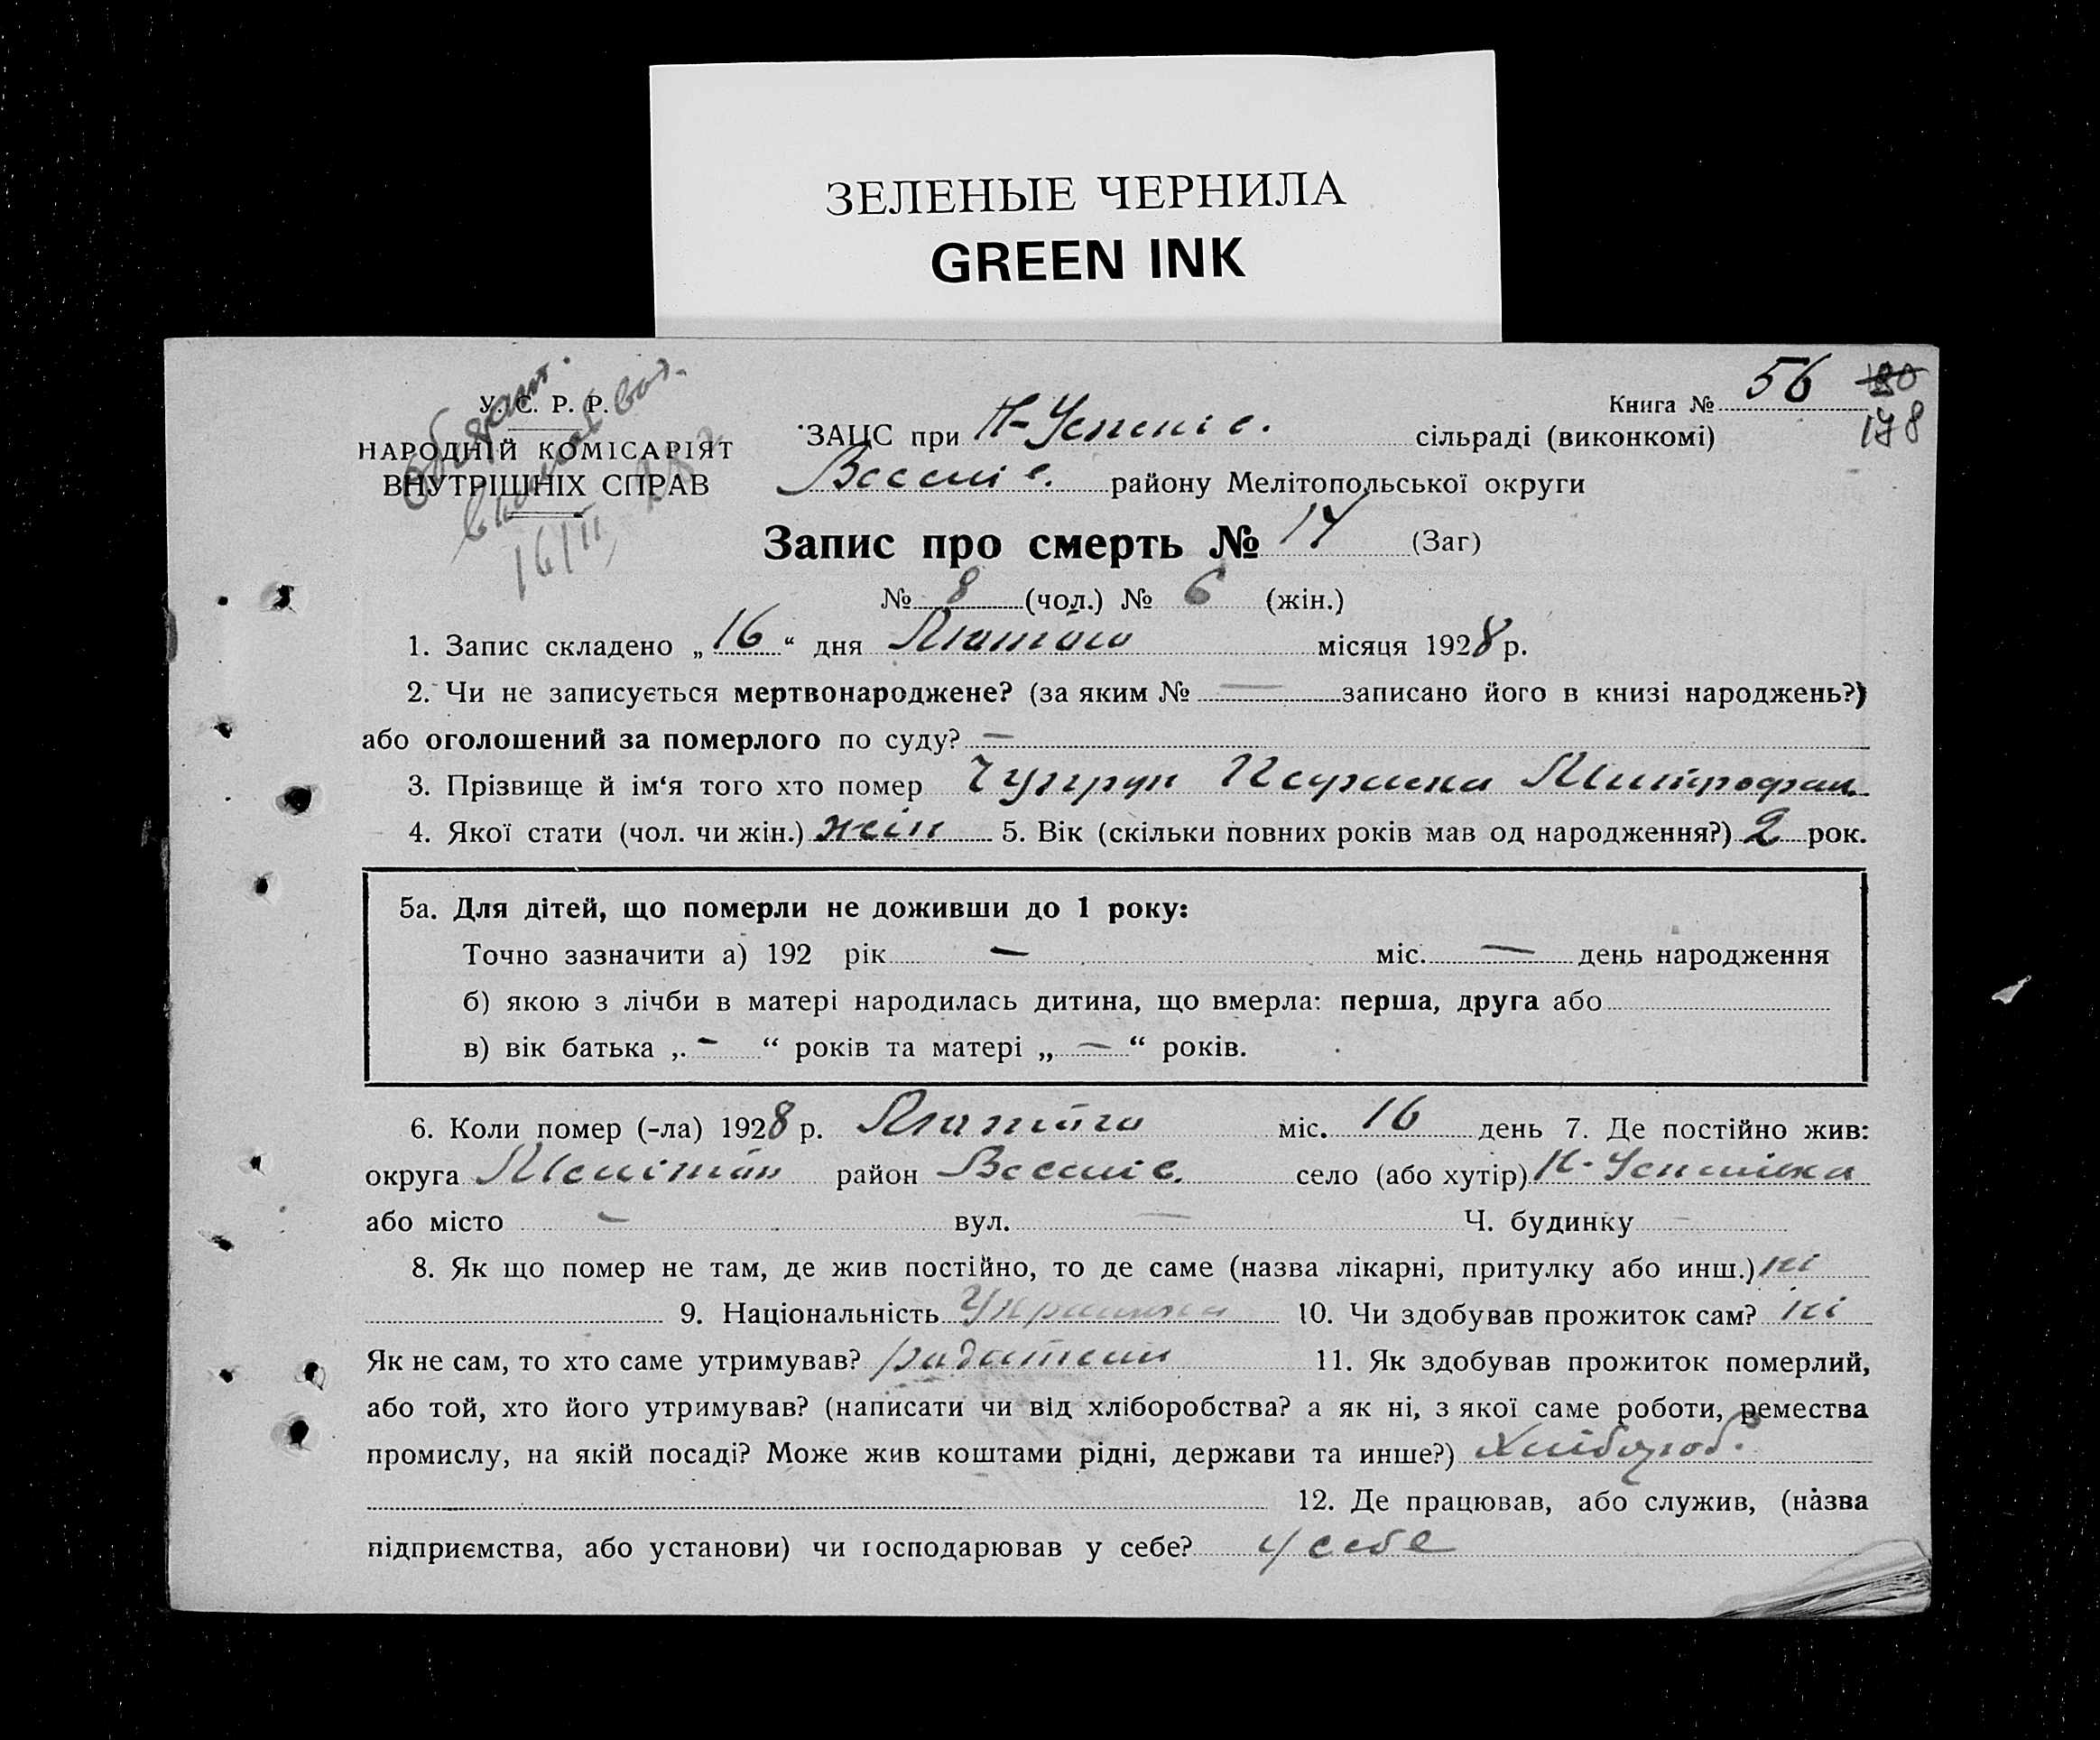 ЗЕЛЕНЫЕ ЧЕРНИЛА
GREEN INK
Книга № 56 180
178
У. С. Р. Р.
НАРОДНІЙ КОМІСАРІЯТ
ВНУТРІШНІХ СПРАВ
16/II 28
ЗАЦС при Н-Успенів. сільраді (виконкомі)
Веселів. району Мелітопольської округи
Запис про смерть № 14 (Заг)
№ 8 (чол.) № 6 (жін.)
1. Запис складено „ 16 “ дня Лютого місяця 1928 р.
2. Чи не записується мертвонароджене? (за яким № — записано його в книзі народжень?)
або оголошений за померлого по суду? —
3. Прізвище й ім‘я того хто помер Митрофан.
4. Якої стати (чол. чи жін.) жін 5. Вік (скільки повних років мав од народження?) 2 рок.
5а. Для дітей, що померли не доживши до 1 року:
Точно зазначити а) 192 рік — міс. — день народження
б) якою з лічби в матері народилась дитина, що вмерла: перша, друга або
в) вік батька „ - “ років та матері „ — “ років.
6. Коли помер (-ла) 1928 р. Лютого міс. 16 день 7. Де постійно жив:
округа Мелітоп район Веселів. село (або хутір) Н-Успенівка
або місто — вул. — Ч. будинку —
8. Як що помер не там, де жив постійно, то де саме (назва лікарні, притулку або инш.) ні
9. Національність Українка 10. Чи здобував прожиток сам? ні
Як не сам, то хто саме утримував? родители 11. Як здобував прожиток померлий,
або той, хто його утримував? (написати чи від хліборобства? а як ні, з якої саме роботи, ремества
промислу, на якій посаді? Може жив коштами рідні, держави та инше?) Хлібороб.
12. Де працював, або служив, (назва
підприємства, або установи) чи господарював у себе? у себе